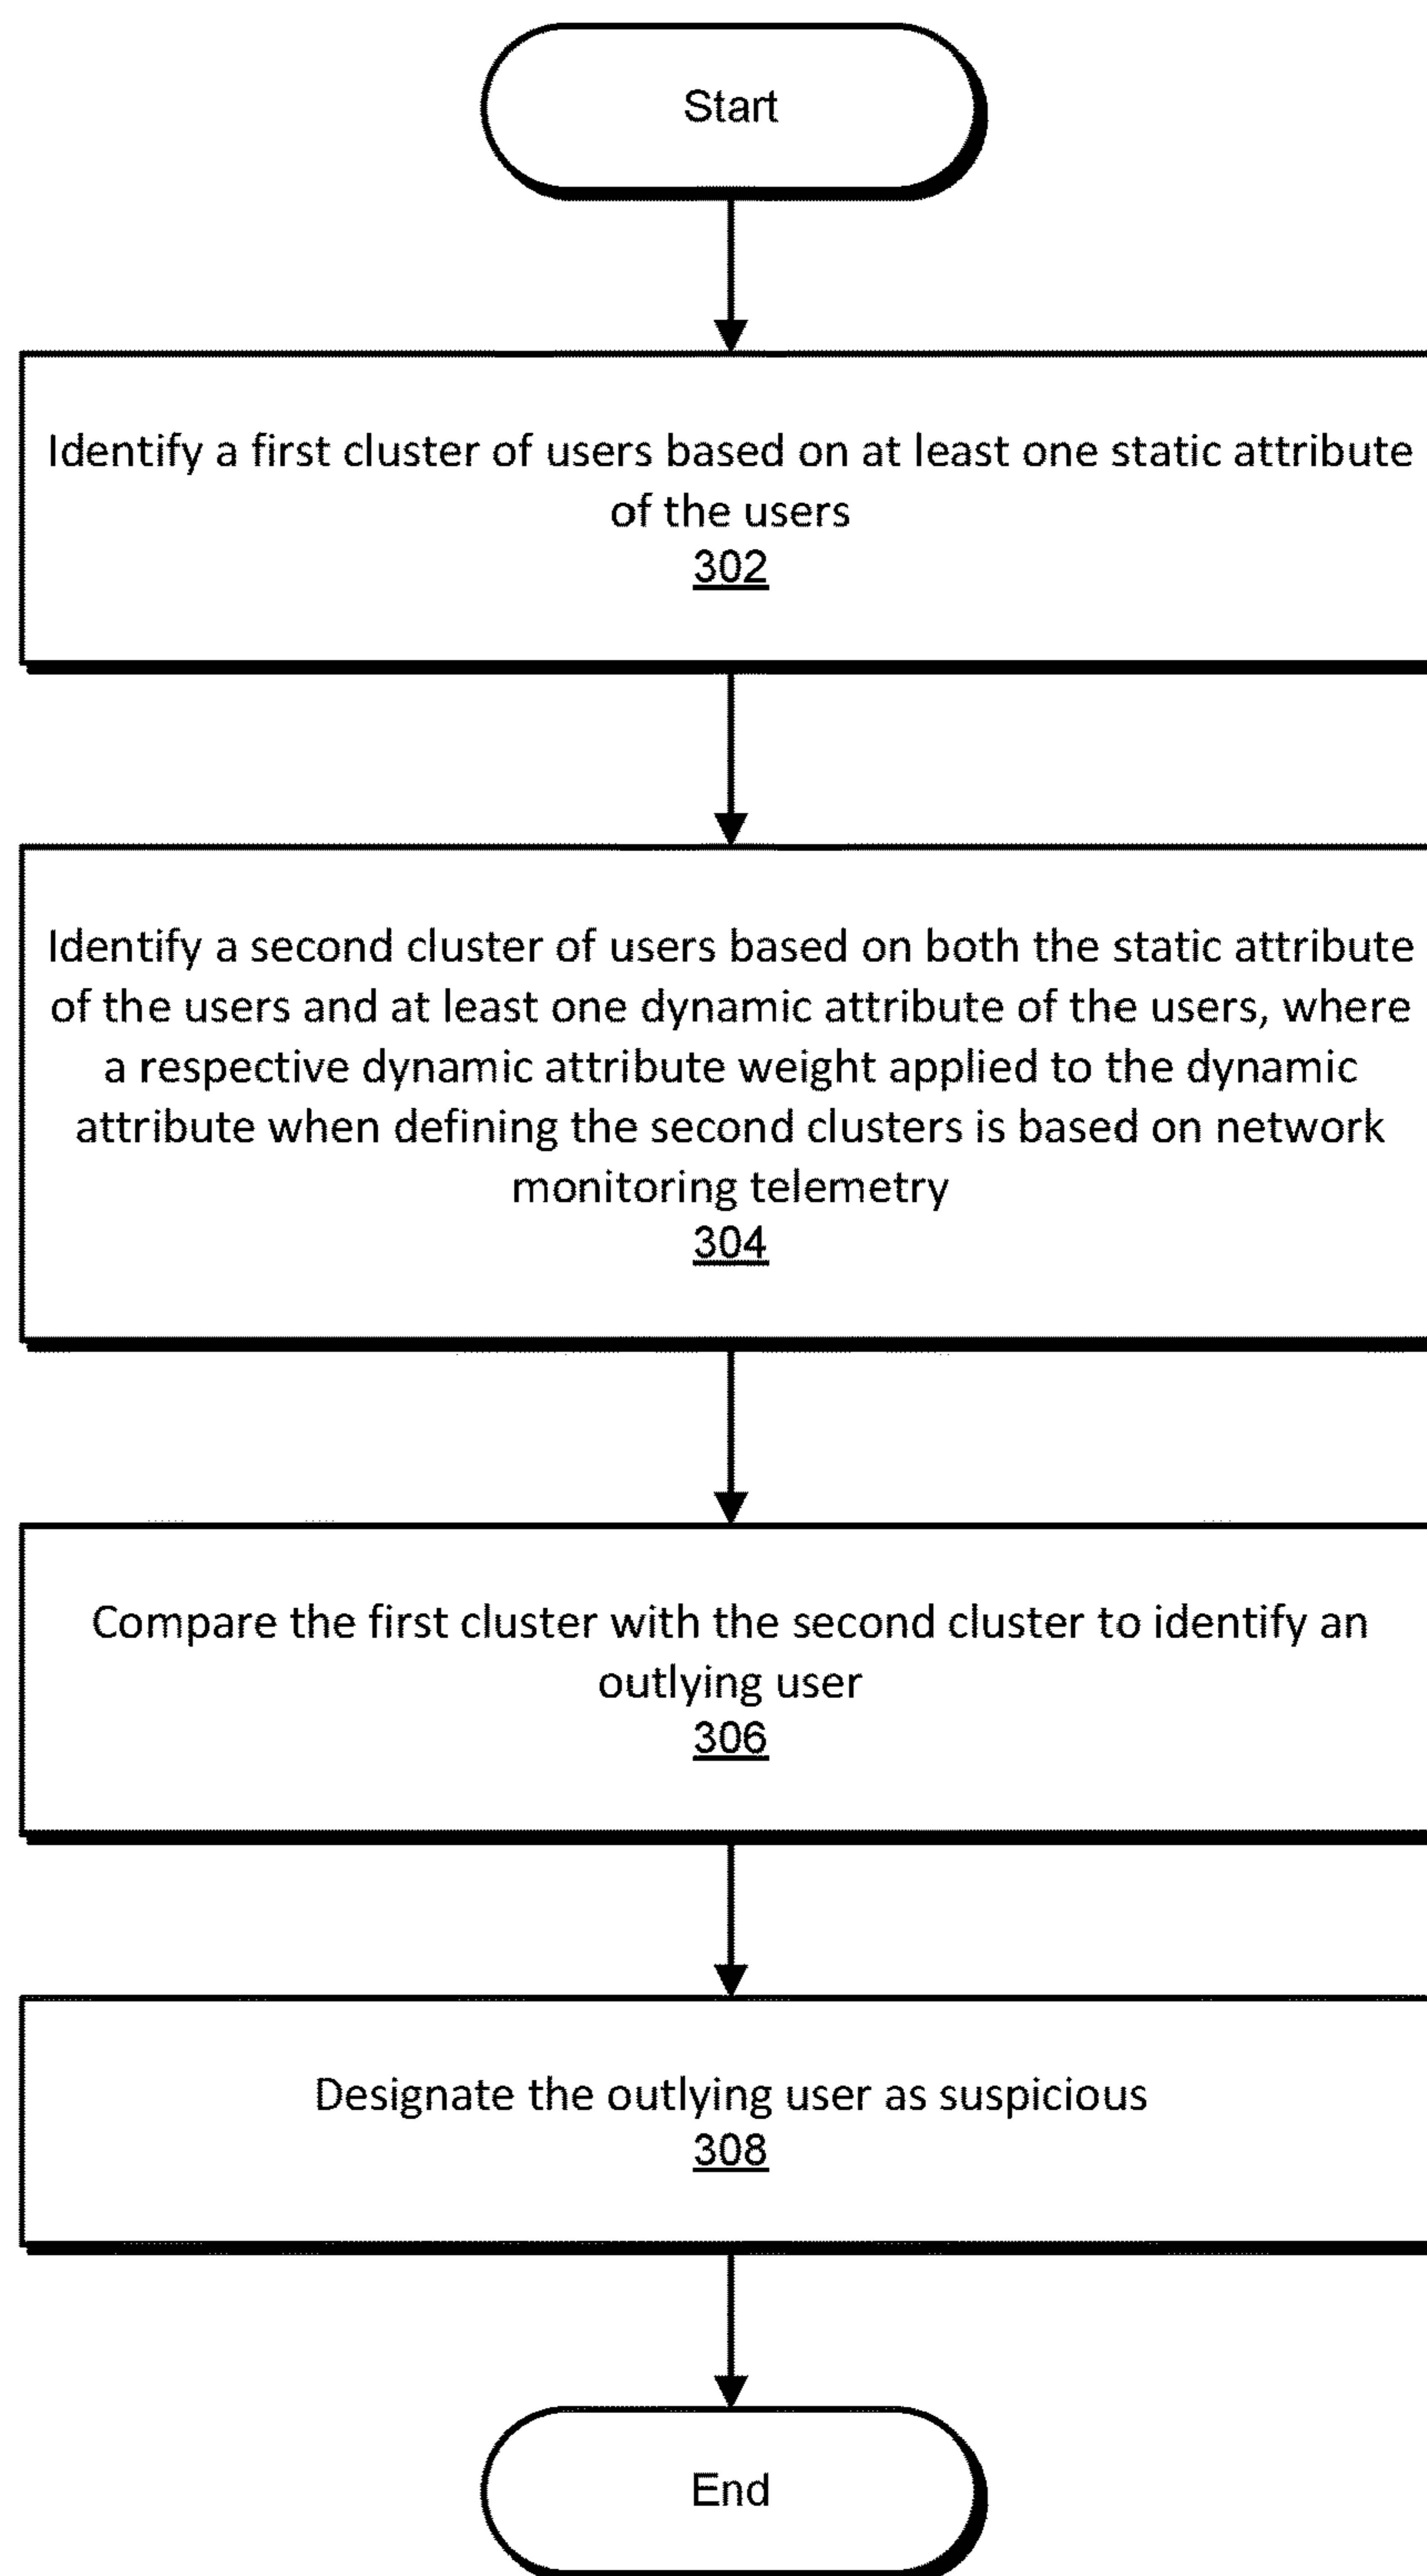 Start
Identify a first cluster of users based on at least one static attribute
of the users
302
Identify a second cluster of users based on both the static attribute
of the users and at least one dynamic attribute of the users, where
a respective dynamic attribute weight applied to the dynamic
attribute when defining the second clusters is based on network
monitoring telemetry
304
Compare the first cluster with the second cluster to identify an
outlying user
306
Designate the outlying user as suspicious
308
End